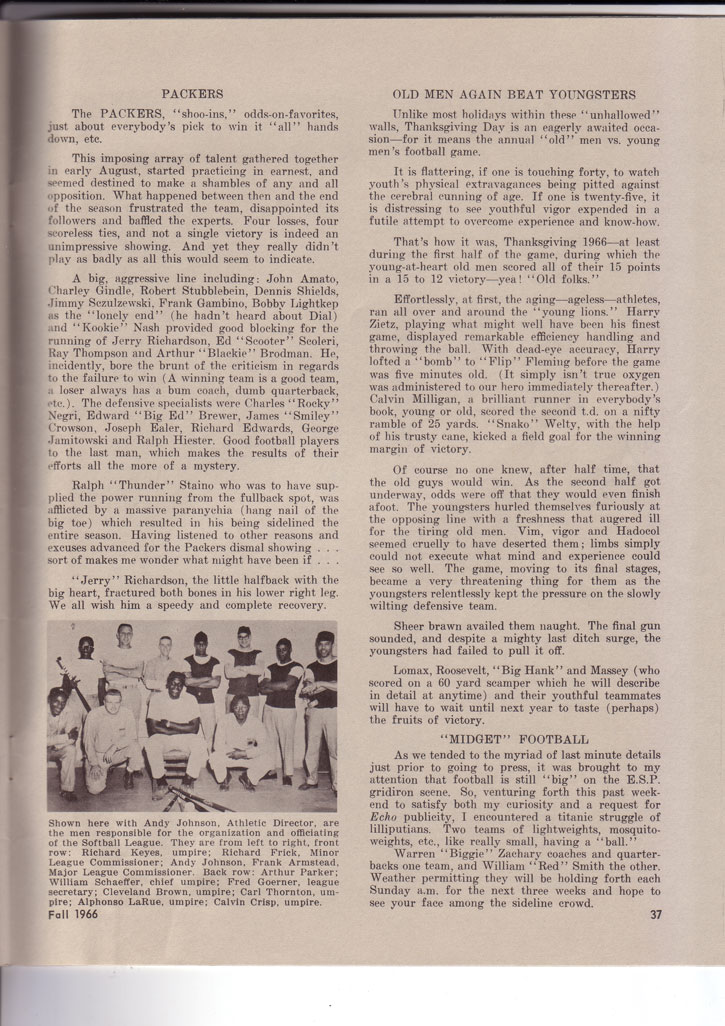 PACKERS
The PACKERS, "shoo-ins," odds-on-favorites,
just about everybody's pick to win it "all" hands
down, etc.
This imposing array of talent gathered together
in early August, started practicing in earnest, and
seemed destined to make a shambles of any and all
opposition. What happened between then and the end
of the season frustrated the team, disappointed its
followers and baffled the experts. Four losses, four
scoreless ties, and not a single victory is indeed an
unimpressive showing. And yet they really didn't
play as badly as all this would seem to indicate.
A big, aggressive line including: John Amato,
Charley Gindle, Robert Stubblebein, Dennis Shields,
Jimmy Sczulzewski, Frank Gambino, Bobby Lightkep
as the "lonely end" (he hadn't heard about Dial)
and "Kookie" Nash provided good blocking for the
running of Jerry Richardson, Ed "Scooter" Scoleri,
Ray Thompson and Arthur "Blackie" Brodman. He,
incidently, bore the brunt of the criticism in regards
to the failure to win (A winning team is a good team,
a loser always has a bum coach, dumb quarterback,
etc.). The defensive specialists were Charles "Rocky"
Negri, Edward "Big Ed" Brewer, James "Smiley"
Crowson, Joseph Ealer, Richard Edwards, George
Jamitowski and Ralph Hiester. Good football players
to the last man, which makes the results of their
efforts all the more of a mystery.
Ralph "Thunder" Staino who was to have sup-
plied the power running from the fullback spot, was
afflicted by a massive paranychia (hang nail of the
big toe) which resulted in his being sidelined the
entire season. Having listened to other reasons and
excuses advanced for the Packers dismal showing . . .
sort of makes me wonder what might have been if . . .
"Jerry" Richardson, the little halfback with the
big heart, fractured both bones in his lower right leg.
We all wish him a speedy and complete recovery.
Shown here with Andy Johnson, Athletic Director, are
the men responsible for the organization and officiating
of the Softball League. They are from left to right, front
row: Richard Keyes, umpire; Richard Frick, Minor
League Commissioner; Andy Johnson, Frank Armstead,
Major League Commissioner. Back row: Arthur Parker;
William Schaeffer, chief umpire; Fred Goerner, league
secretary; Cleveland Brown, umpire; Carl Thornton, um-
pire; Alphonso LaRue, umpire; Calvin Crisp, umpire.
Fall 1966
OLD MEN AGAIN BEAT YOUNGSTERS
Unlike most holidays within these "unhallowed"
walls, Thanksgiving Day is an eagerly awaited occa-
sion—for it means the annual "old" men vs. young
men's football game.
It is flattering, if one is touching forty, to watch
youth's physical extravagances being pitted against
the cerebral cunning of age. If one is twenty-five, it
is distressing to see youthful vigor expended in a
futile attempt to overcome experience and know-how.
That's how it was, Thanksgiving 1966—at least
during the first half of the game, during which the
young-at-heart old men scored all of their 15 points
in a 15 to 12 victory—yea! "Old folks."
Effortlessly, at first, the aging—ageless—athletes,
ran all over and around the "young lions." Harry
Zietz, playing what might well have been his finest
game, displayed remarkable efficiency handling and
throwing the ball. With dead-eye accuracy, Harry
lofted a "bomb" to "Flip" Fleming before the game
was five minutes old. (It simply isn't true oxygen
was administered to our hero immediately thereafter.)
Calvin Milligan, a brilliant runner in everybody's
book, young or old, scored the second t.d. on a nifty
ramble of 25 yards. "Snako" Welty, with the help
of his trusty cane, kicked a field goal for the winning
margin of victory.
Of course no one knew, after half time, that
the old guys would win. As the second half got
underway, odds were off that they would even finish
afoot. The youngsters hurled themselves furiously at
the opposing line with a freshness that augered ill
for the tiring old men. Vim, vigor and Hadocol
seemed cruelly to have deserted them; limbs simply
could not execute what mind and experience could
see so well. The game, moving to its final stages,
became a very threatening thing for them as the
youngsters relentlessly kept the pressure on the slowly
wilting defensive team.
Sheer brawn availed them naught. The final gun
sounded, and despite a mighty last ditch surge, the
youngsters had failed to pull it off.
Lomax, Roosevelt, "Big Hank" and Massey (who
scored on a 60 yard scamper which he will describe
in detail at anytime) and their youthful teammates
will have to wait until next year to taste (perhaps)
the fruits of victory.
"MIDGET" FOOTBALL
As we tended to the myriad of last minute details
just prior to going to press, it was brought to my
attention that football is still "big" on the E.S.P.
gridiron scene. So, venturing forth this past week-
end to satisfy both my curiosity and a request for
Echo publicity, I encountered a titanic struggle of
lilliputians. Two teams of lightweights, mosquito-
weights, etc., like really small, having a "ball."
Warren "Biggie" Zachary coaches and quarter-
backs one team, and William "Red" Smith the other.
Weather permitting they will be holding forth each
Sunday a.m. for the next three weeks and hope to
see your face among the sideline crowd.
37